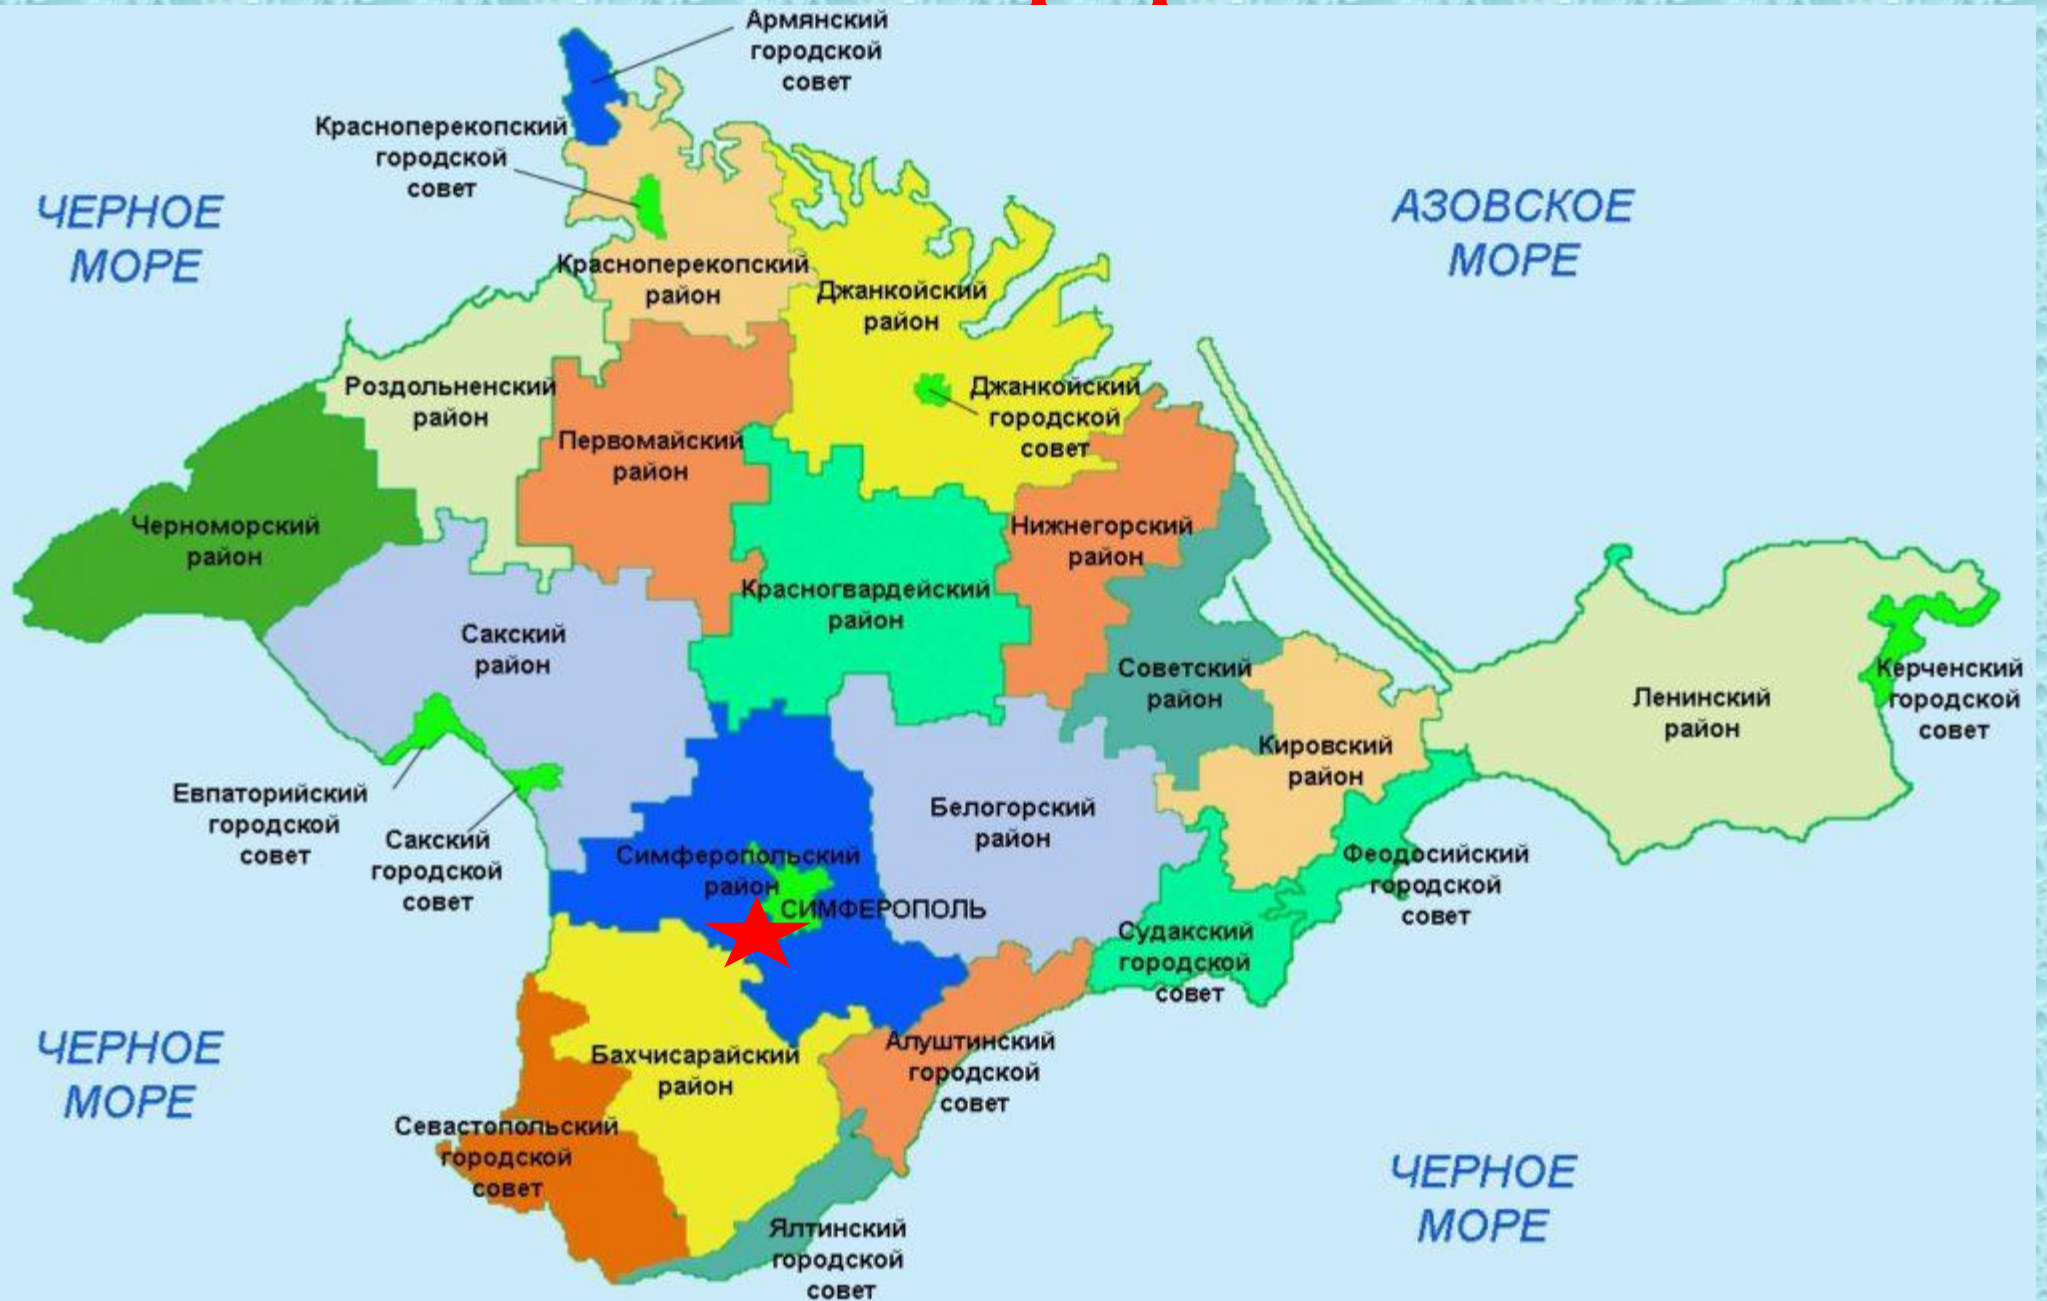 Армянский
городской
совет
Красноперекопский
городской
совет
ЧЕРНОЕ
МОРЕ
АЗОВСКОЕ
МОРЕ
Красноперекопский
район
Джанкойский
район
Роздольненский
район
Джанкойский
городской
совет
Первомайский
район
Черноморский
район
Нижнегорский
район
Красногвардейский
район
Сакский
район
Советский
район
Ленинский
район
Керченский
городской
совет
Кировский
район
Евпаторийский
городской
совет
Сакский
городской
совет
Белогорский
район
Симферопольский
район
СИМФЕРОПОЛЬ
Феодосийский
городской
совет
Судакский
городской
совет
ЧЕРНОЕ
МОРЕ
Бахчисарайский
район
Алуштинский
городской
совет
Севастопольский
городской
совет
ЧЕРНОЕ
МОРЕ
Ялтинский
городской
совет